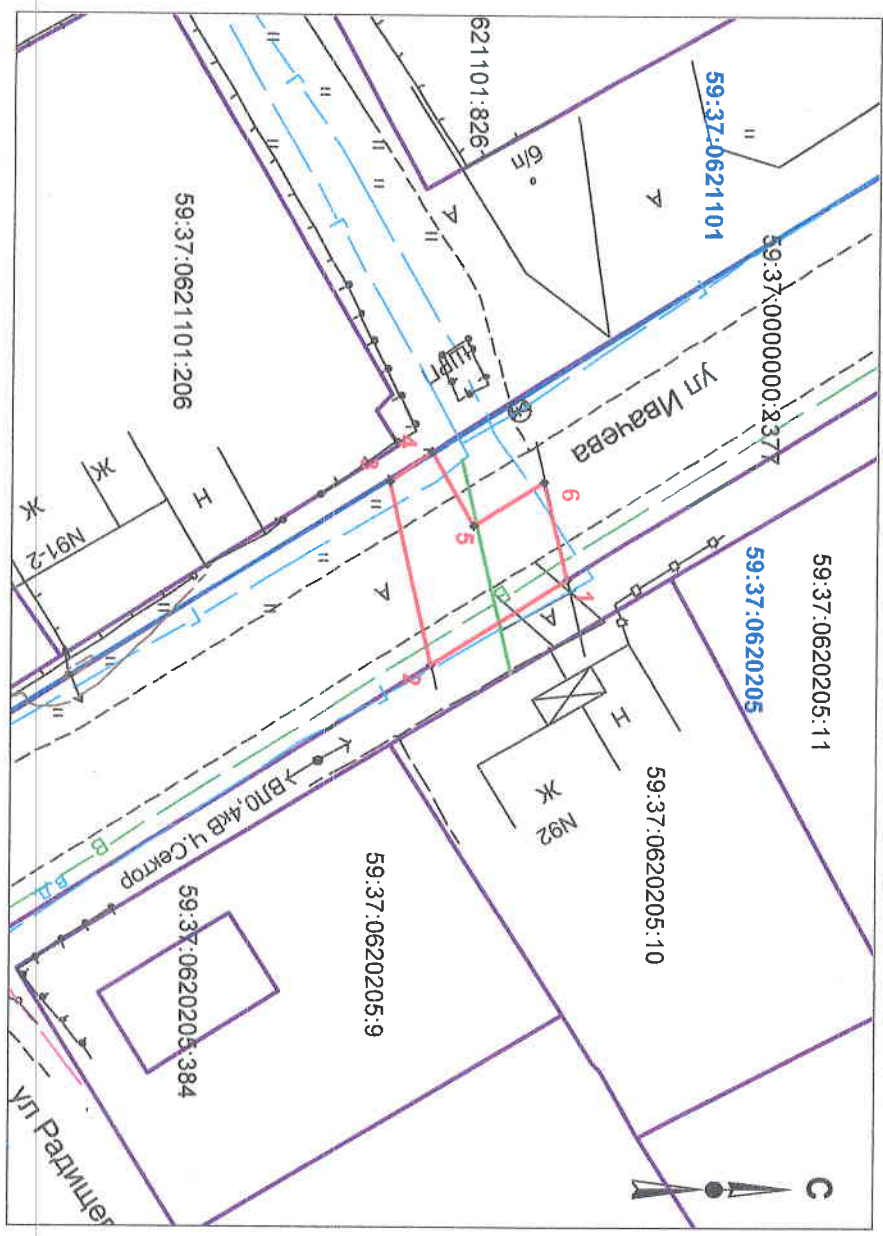 621101:826
59:37:0621101
б/п
А
А
59:37:0000000:2377
59:37:0621101:206
ШРГ
ул Ивачева
59:37:0620205:11
59:37:0620205
6
1
5
4
3
2
А
А
Н
Ж
Ж
N91-2
Н
Ж
N92
59:37:0620205:10
ВЛ0,4кВ Ч.Сектор
В
В.Д.
59:37:0620205:9
59:37:0620205:384
ул Радищев
С